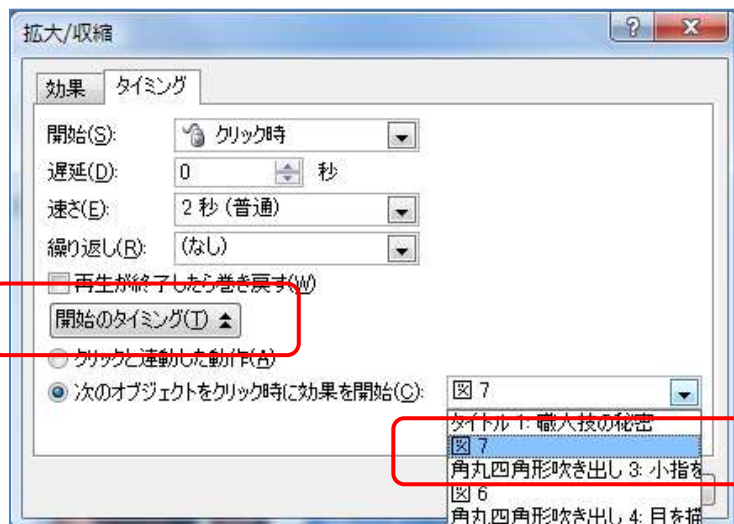 拡大/収縮
効果 タイミング
開始(S): クリック時
遅延(D): 0 秒
速さ(E): 2 秒 (普通)
繰り返し(R): (なし)
再生が終了したら巻き戻す(W)
開始のタイミング(T)
クリックと連動した動作(A)
次のオブジェクトをクリック時に効果を開始(C): 図 7
タイトル 1: 職人技の秘密
図 7
角丸四角形吹き出し 3: 小指を
図 6
角丸四角形吹き出し 4: 目を描